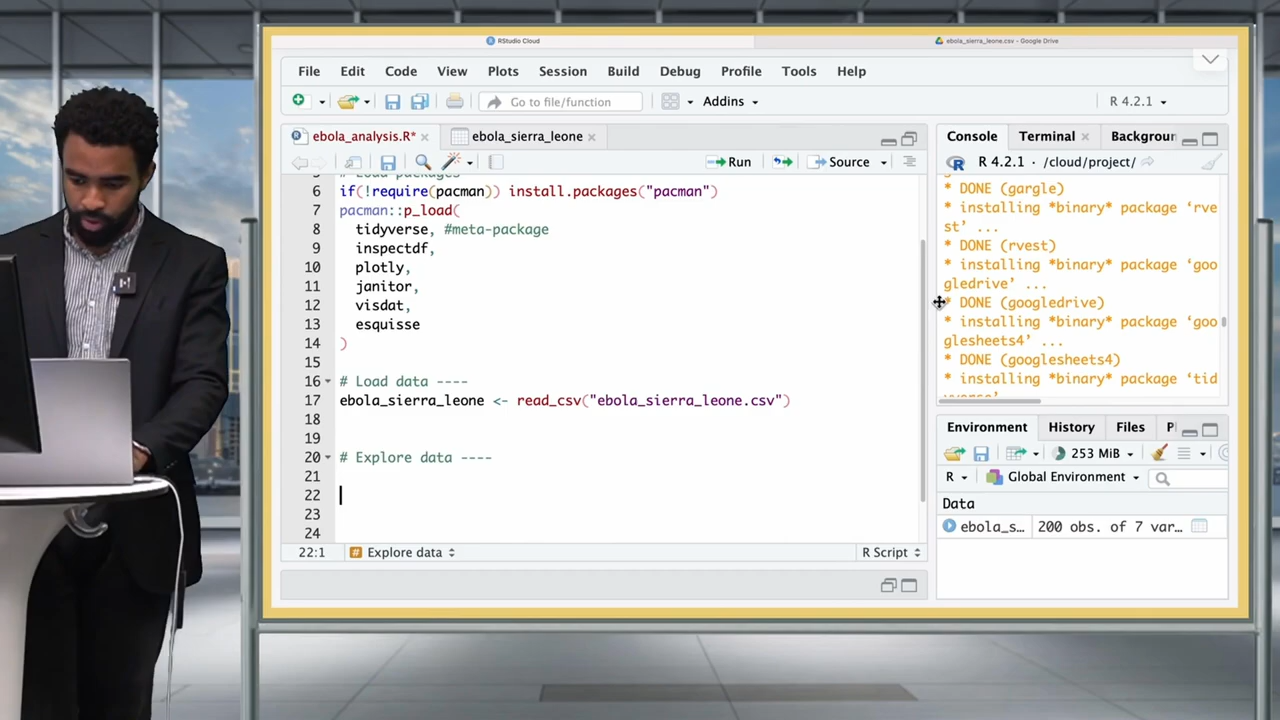 RStudio Cloud
ebola_sierra_leone.csv - Google Drive
File Edit Code View Plots Session Build Debug Profile Tools Help
Go to file/function
Addins
R 4.2.1
ebola_analysis.R*
ebola_sierra_leone
Run
Source
5 # Load packages
6 if(!require(pacman)) install.packages("pacman")
7 pacman::p_load(
8 tidyverse, #meta-package
9 inspectdf,
10 plotly,
11 janitor,
12 visdat,
13 esquisse
14 )
15
16 # Load data ----
17 ebola_sierra_leone <- read_csv("ebola_sierra_leone.csv")
18
19
20 # Explore data ----
21
22
23
24
22:1 # Explore data
R Script
Console Terminal Backgroun
R 4.2.1 · /cloud/project/
* DONE (gargle)
* installing *binary* package ‘rve
st’ ...
* DONE (rvest)
* installing *binary* package ‘goo
gledrive’ ...
* DONE (googledrive)
* installing *binary* package ‘goo
glesheets4’ ...
* DONE (googlesheets4)
* installing *binary* package ‘tid
yverse’
Environment History Files P
253 MiB
R Global Environment
Data
ebola_s... 200 obs. of 7 var...